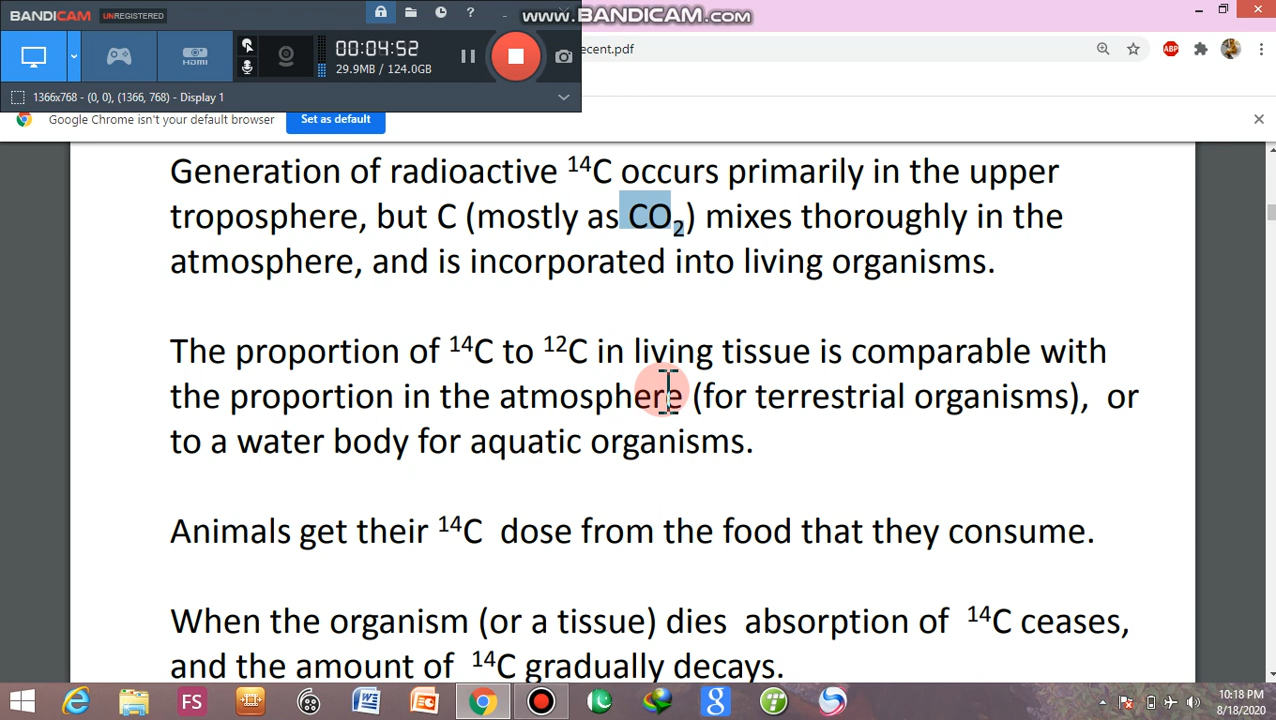 BANDICAM UNREGISTERED
www.BANDICAM.com
HDMI
00:04:52
29.9MB / 124.0GB
ecent.pdf
ABP
1366x768 - (0, 0), (1366, 768) - Display 1
Google Chrome isn't your default browser
Set as default
Generation of radioactive ¹⁴C occurs primarily in the upper
troposphere, but C (mostly as CO₂) mixes thoroughly in the
atmosphere, and is incorporated into living organisms.
The proportion of ¹⁴C to ¹²C in living tissue is comparable with
the proportion in the atmosphere (for terrestrial organisms), or
to a water body for aquatic organisms.
Animals get their ¹⁴C dose from the food that they consume.
When the organism (or a tissue) dies absorption of ¹⁴C ceases,
and the amount of ¹⁴C gradually decays.
FS
10:18 PM
8/18/2020